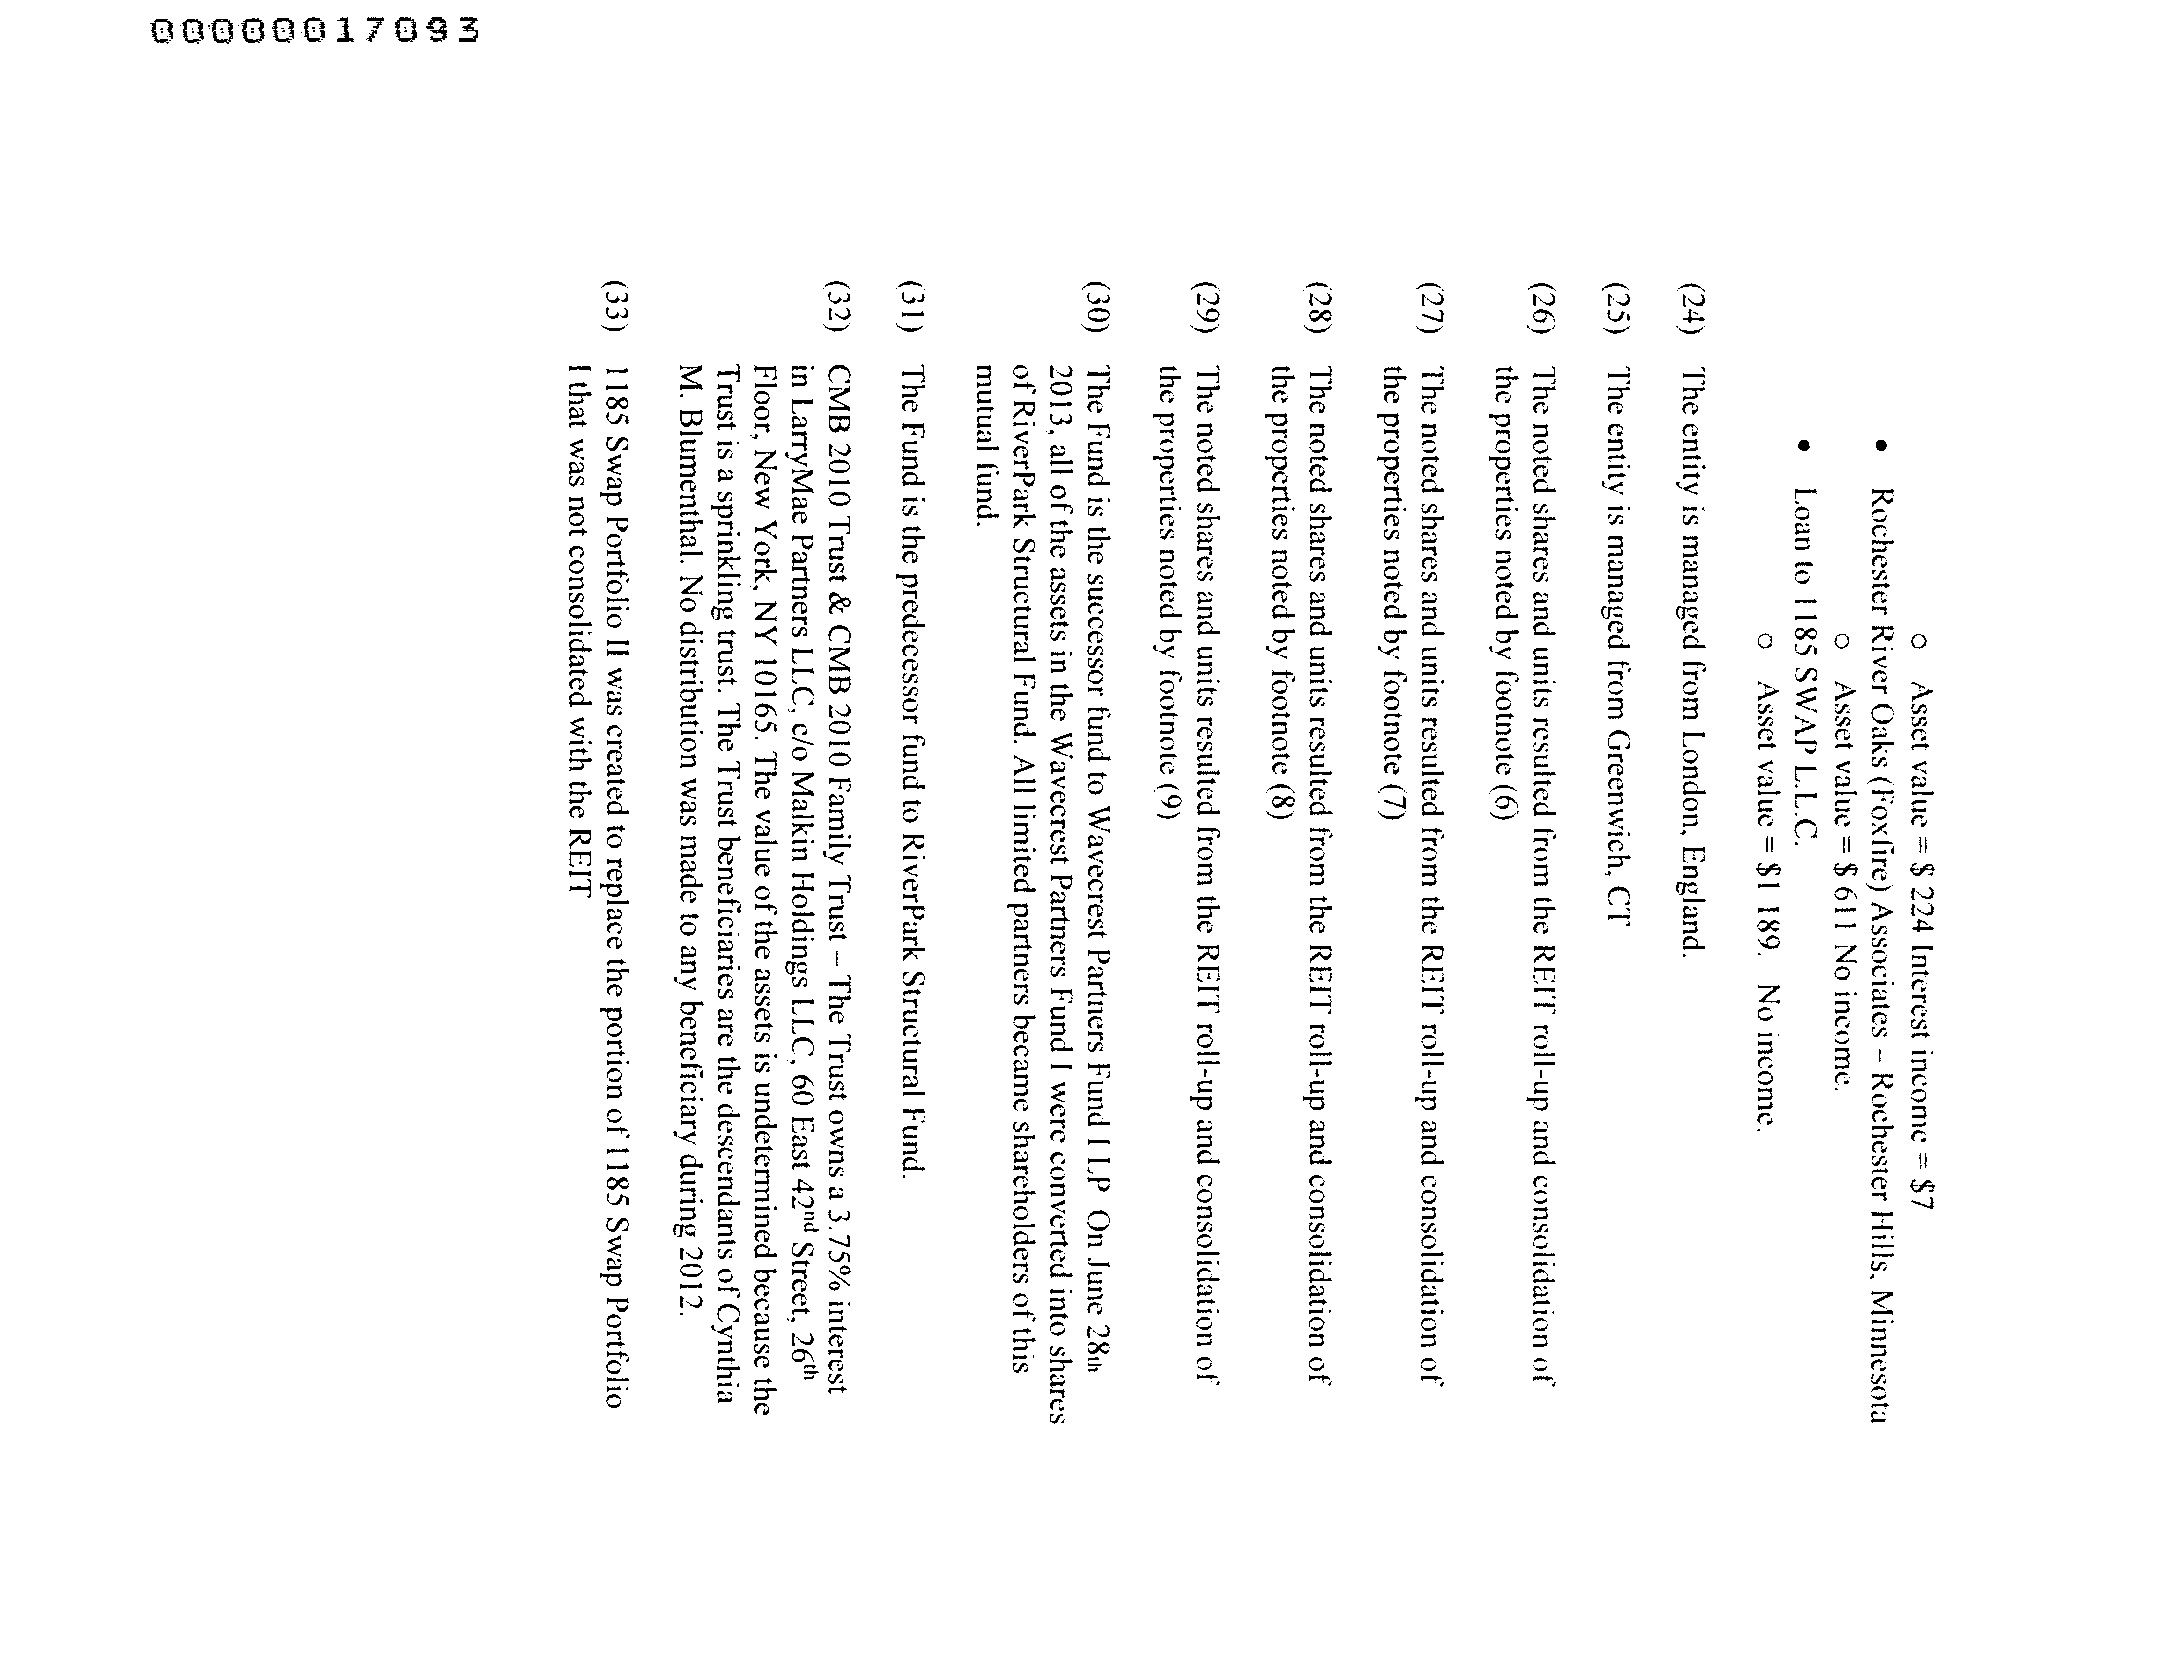 00000017093
○ Asset value = $ 224 Interest income = $7
• Rochester River Oaks (Foxfire) Associates – Rochester Hills, Minnesota
○ Asset value = $ 611 No income.
• Loan to 1185 SWAP L.L.C.
○ Asset value = $1 189. No income.
(24) The entity is managed from London, England.
(25) The entity is managed from Greenwich, CT
(26) The noted shares and units resulted from the REIT roll-up and consolidation of
the properties noted by footnote (6)
(27) The noted shares and units resulted from the REIT roll-up and consolidation of
the properties noted by footnote (7)
(28) The noted shares and units resulted from the REIT roll-up and consolidation of
the properties noted by footnote (8)
(29) The noted shares and units resulted from the REIT roll-up and consolidation of
the properties noted by footnote (9)
(30) The Fund is the successor fund to Wavecrest Partners Fund I LP On June 28th
2013, all of the assets in the Wavecrest Partners Fund I were converted into shares
of RiverPark Structural Fund. All limited partners became shareholders of this
mutual fund.
(31) The Fund is the predecessor fund to RiverPark Structural Fund.
(32) CMB 2010 Trust & CMB 2010 Family Trust – The Trust owns a 3.75% interest
in LarryMae Partners LLC, c/o Malkin Holdings LLC, 60 East 42nd Street, 26th
Floor, New York, NY 10165. The value of the assets is undetermined because the
Trust is a sprinkling trust. The Trust beneficiaries are the descendants of Cynthia
M. Blumenthal. No distribution was made to any beneficiary during 2012.
(33) 1185 Swap Portfolio II was created to replace the portion of 1185 Swap Portfolio
I that was not consolidated with the REIT